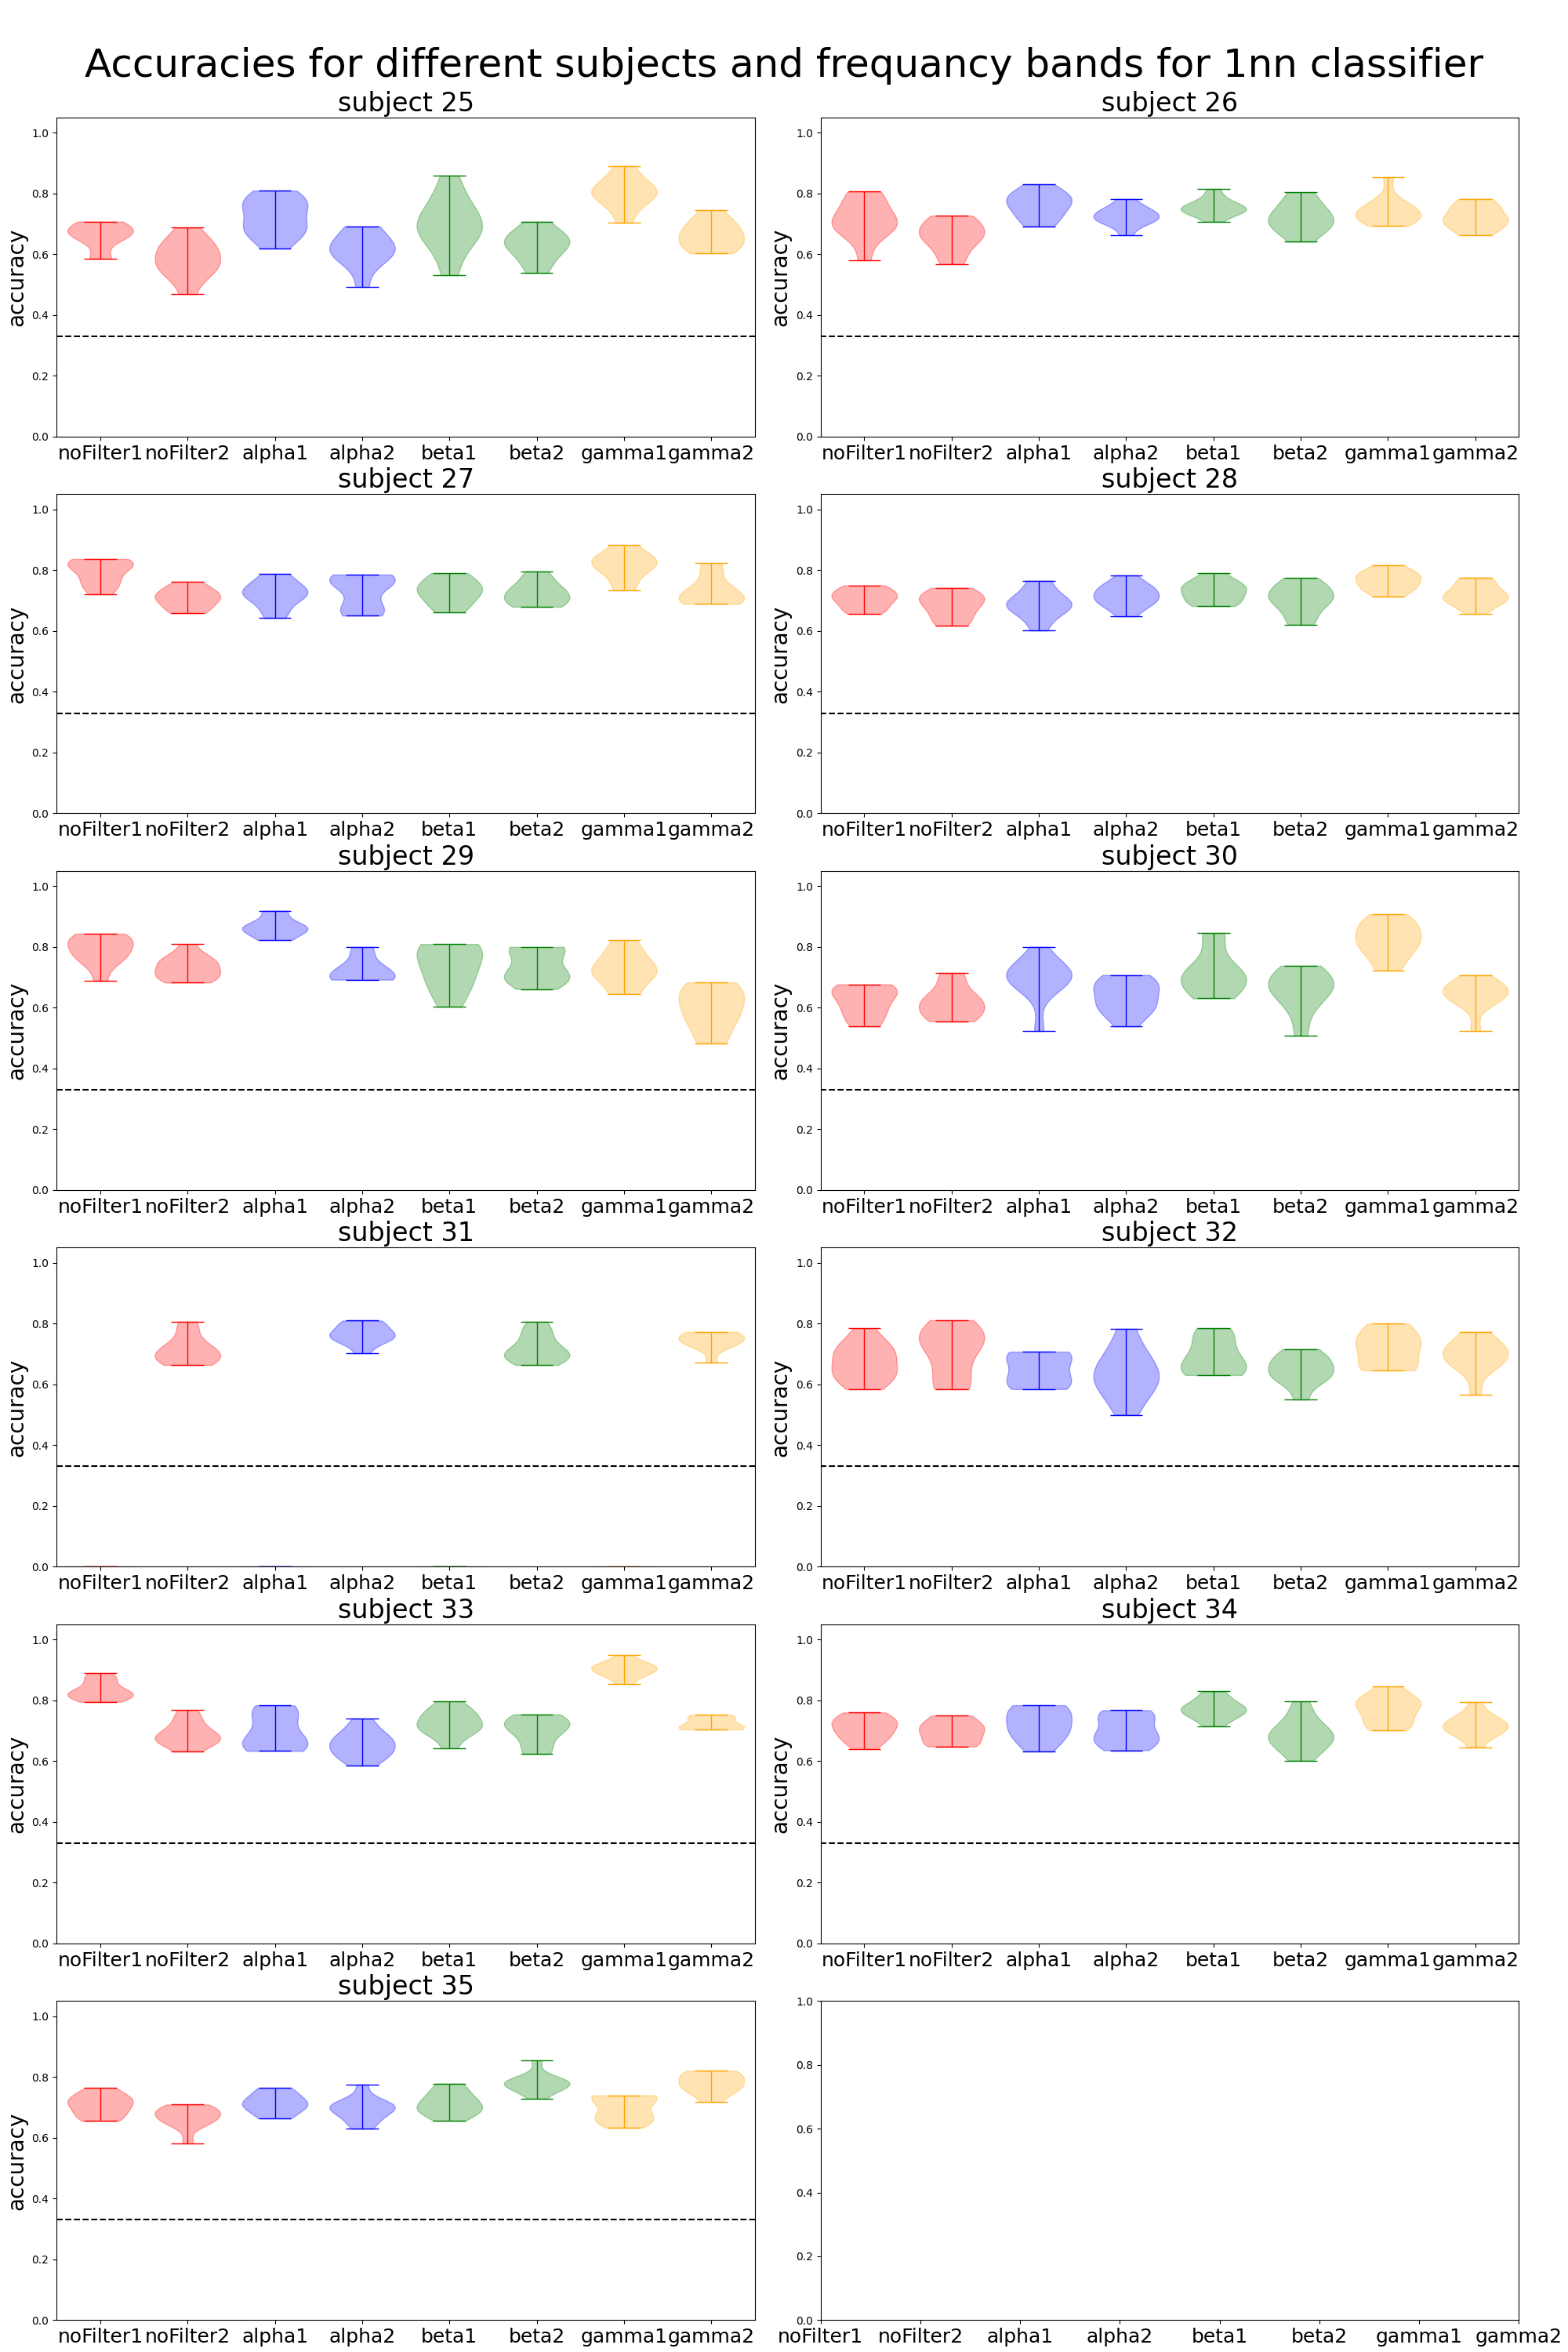 Accuracies for different subjects and frequancy bands for 1nn classifier
subject 25
accuracy
1.0
0.8
0.6
0.4
0.2
0.0
noFilter1 noFilter2 alpha1 alpha2 beta1 beta2 gamma1 gamma2
subject 26
accuracy
1.0
0.8
0.6
0.4
0.2
0.0
noFilter1 noFilter2 alpha1 alpha2 beta1 beta2 gamma1 gamma2
subject 27
accuracy
1.0
0.8
0.6
0.4
0.2
0.0
noFilter1 noFilter2 alpha1 alpha2 beta1 beta2 gamma1 gamma2
subject 28
accuracy
1.0
0.8
0.6
0.4
0.2
0.0
noFilter1 noFilter2 alpha1 alpha2 beta1 beta2 gamma1 gamma2
subject 29
accuracy
1.0
0.8
0.6
0.4
0.2
0.0
noFilter1 noFilter2 alpha1 alpha2 beta1 beta2 gamma1 gamma2
subject 30
accuracy
1.0
0.8
0.6
0.4
0.2
0.0
noFilter1 noFilter2 alpha1 alpha2 beta1 beta2 gamma1 gamma2
subject 31
accuracy
1.0
0.8
0.6
0.4
0.2
0.0
noFilter1 noFilter2 alpha1 alpha2 beta1 beta2 gamma1 gamma2
subject 32
accuracy
1.0
0.8
0.6
0.4
0.2
0.0
noFilter1 noFilter2 alpha1 alpha2 beta1 beta2 gamma1 gamma2
subject 33
accuracy
1.0
0.8
0.6
0.4
0.2
0.0
noFilter1 noFilter2 alpha1 alpha2 beta1 beta2 gamma1 gamma2
subject 34
accuracy
1.0
0.8
0.6
0.4
0.2
0.0
noFilter1 noFilter2 alpha1 alpha2 beta1 beta2 gamma1 gamma2
subject 35
accuracy
1.0
0.8
0.6
0.4
0.2
0.0
noFilter1 noFilter2 alpha1 alpha2 beta1 beta2 gamma1 gamma2
1.0
0.8
0.6
0.4
0.2
0.0
noFilter1 noFilter2 alpha1 alpha2 beta1 beta2 gamma1 gamma2